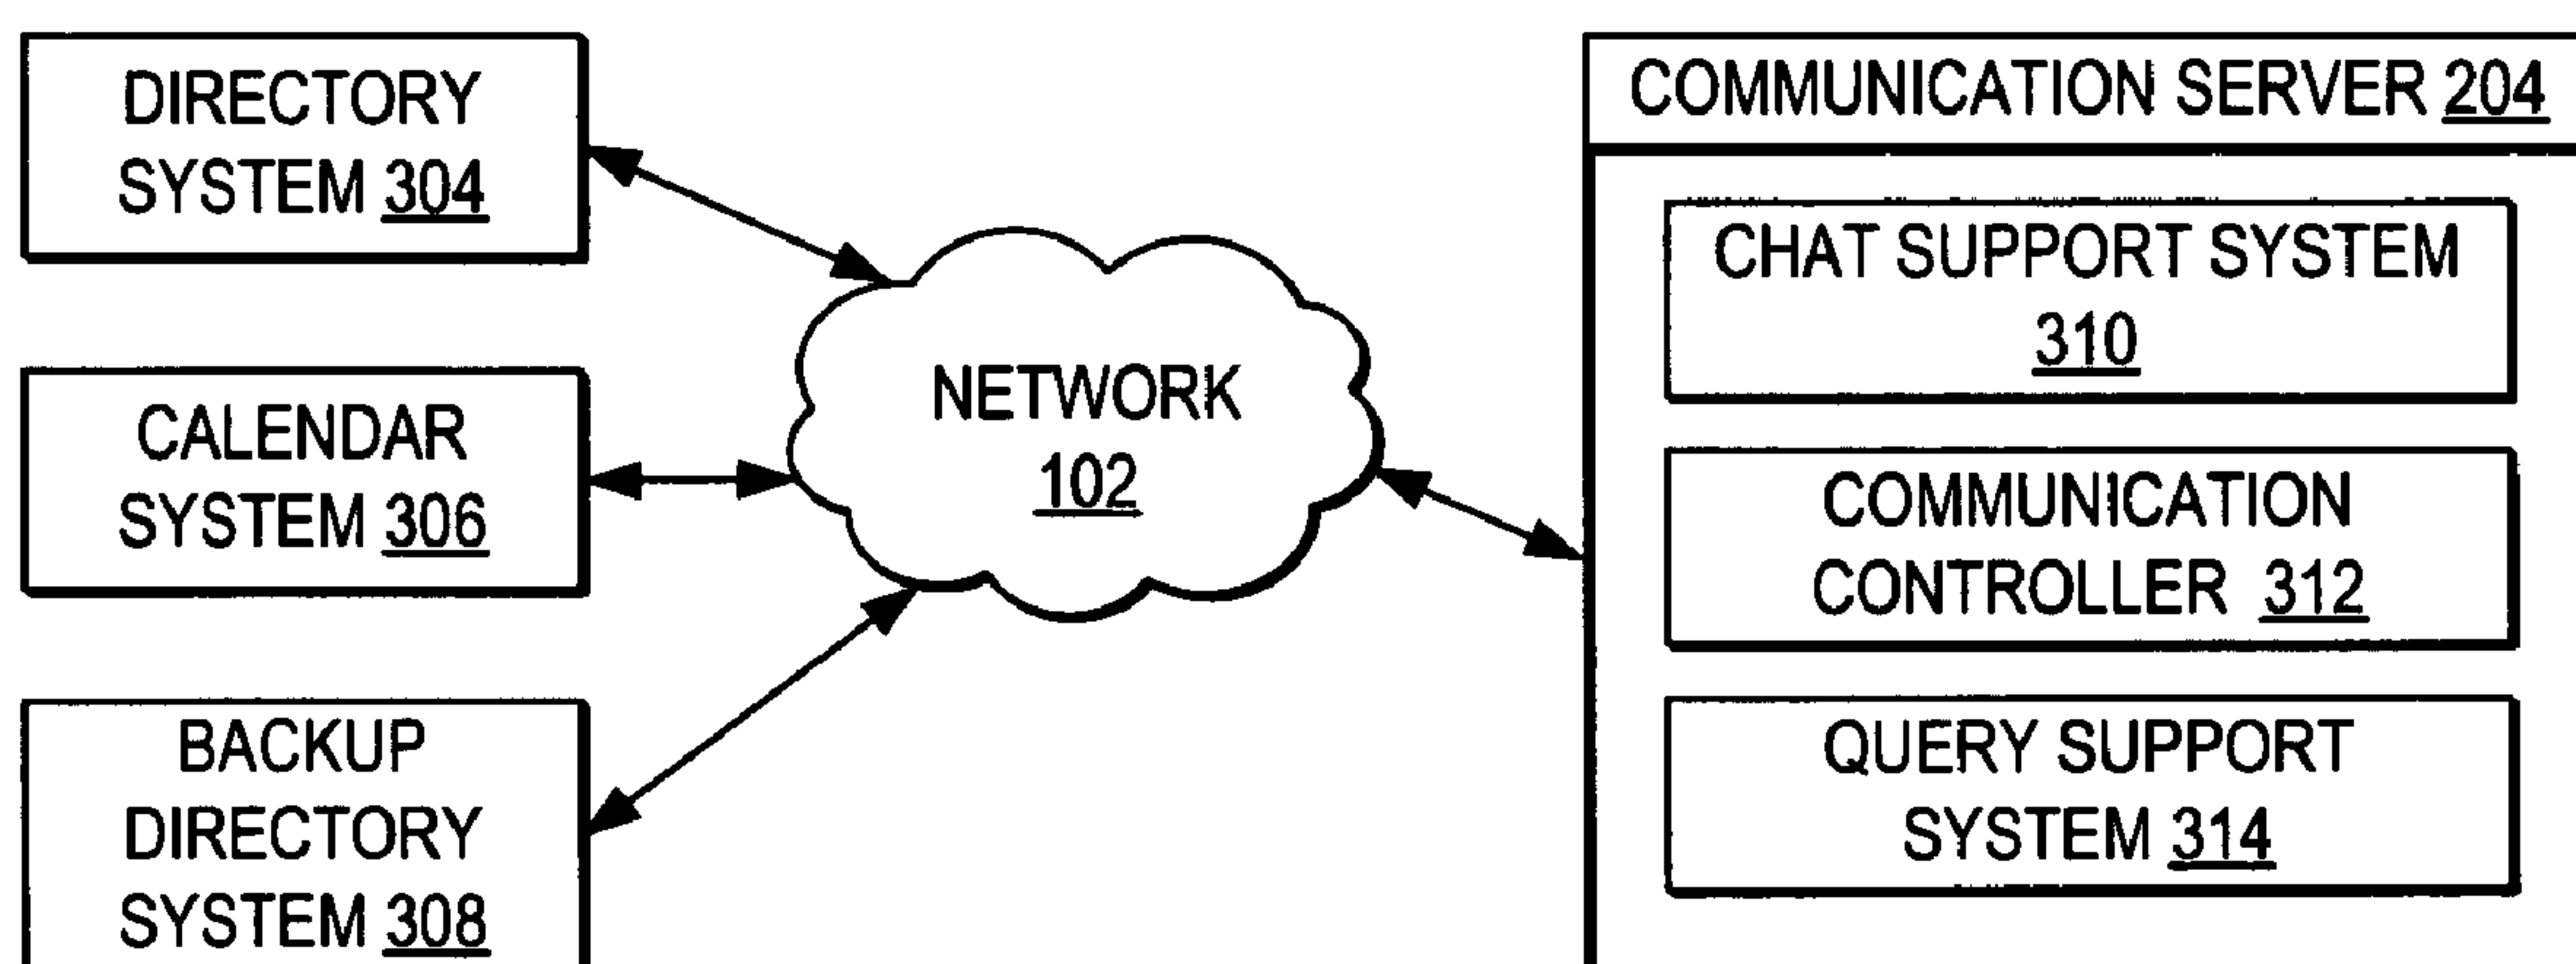 DIRECTORY
SYSTEM 304
CALENDAR
SYSTEM 306
BACKUP
DIRECTORY
SYSTEM 308
NETWORK
102
COMMUNICATION SERVER 204
CHAT SUPPORT SYSTEM
310
COMMUNICATION
CONTROLLER 312
QUERY SUPPORT
SYSTEM 314